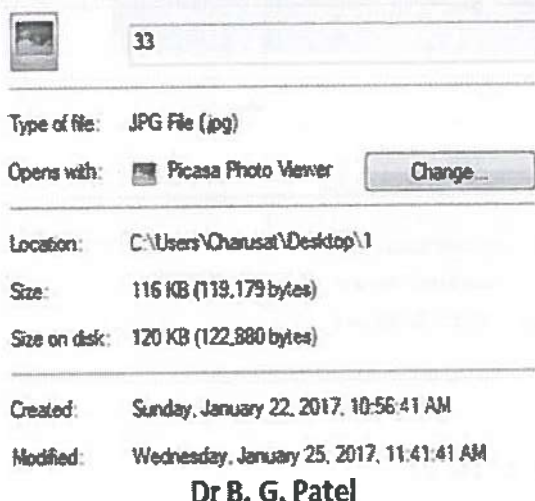 33
Type of file: JPG File (.jpg)
Opens with: Picasa Photo Viewer Change...
Location: C:\Users\Charusat\Desktop\1
Size: 116 KB (119,179 bytes)
Size on disk: 120 KB (122,880 bytes)
Created: Sunday, January 22, 2017, 10:56:41 AM
Modified: Wednesday, January 25, 2017, 11:41:41 AM
Dr B. G. Patel